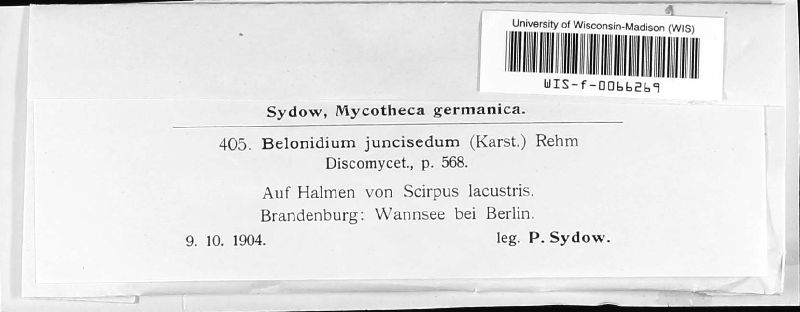 University of Wisconsin-Madison (WIS)
WIS-f-0066269
Sydow, Mycotheca germanica.
405. Belonidium juncisedum (Karst.) Rehm
Discomycet., p. 568.
Auf Halmen von Scirpus lacustris.
Brandenburg: Wannsee bei Berlin.
9. 10. 1904. leg. P. Sydow.